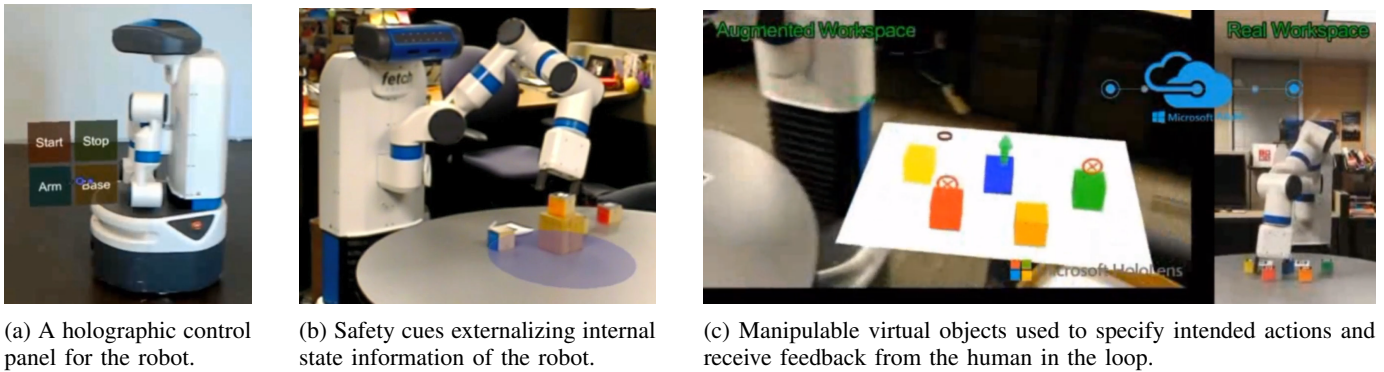 Start
Stop
Arm
Base
fetch
Augmented Workspace
Real Workspace
Microsoft
Microsoft HoloLens
(a) A holographic control
panel for the robot.
(b) Safety cues externalizing internal
state information of the robot.
(c) Manipulable virtual objects used to specify intended actions and
receive feedback from the human in the loop.